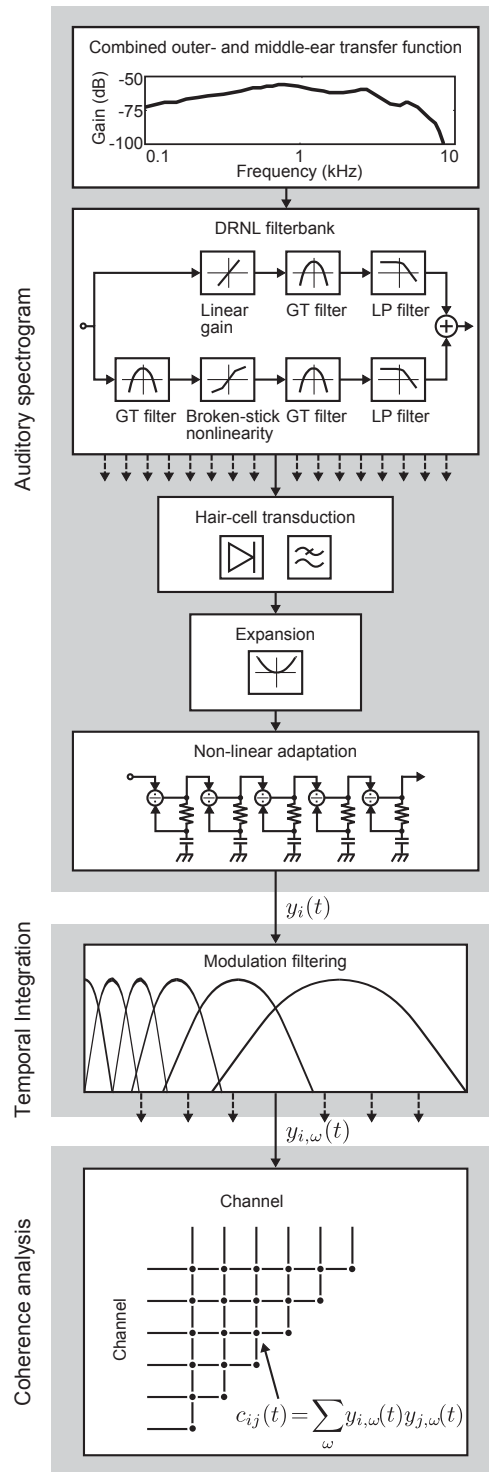 Auditory spectrogram
Combined outer- and middle-ear transfer function
Gain (dB)
-50
-75
-100
0.1
1
10
Frequency (kHz)
DRNL filterbank
Linear
gain
GT filter
LP filter
GT filter
Broken-stick
nonlinearity
GT filter
LP filter
Hair-cell transduction
Expansion
Non-linear adaptation
÷ ÷ ÷ ÷ ÷
y_i(t)
Temporal Integration
Modulation filtering
y_{i,ω}(t)
Coherence analysis
Channel
Channel
c_{ij}(t) = ∑_ω y_{i,ω}(t)y_{j,ω}(t)